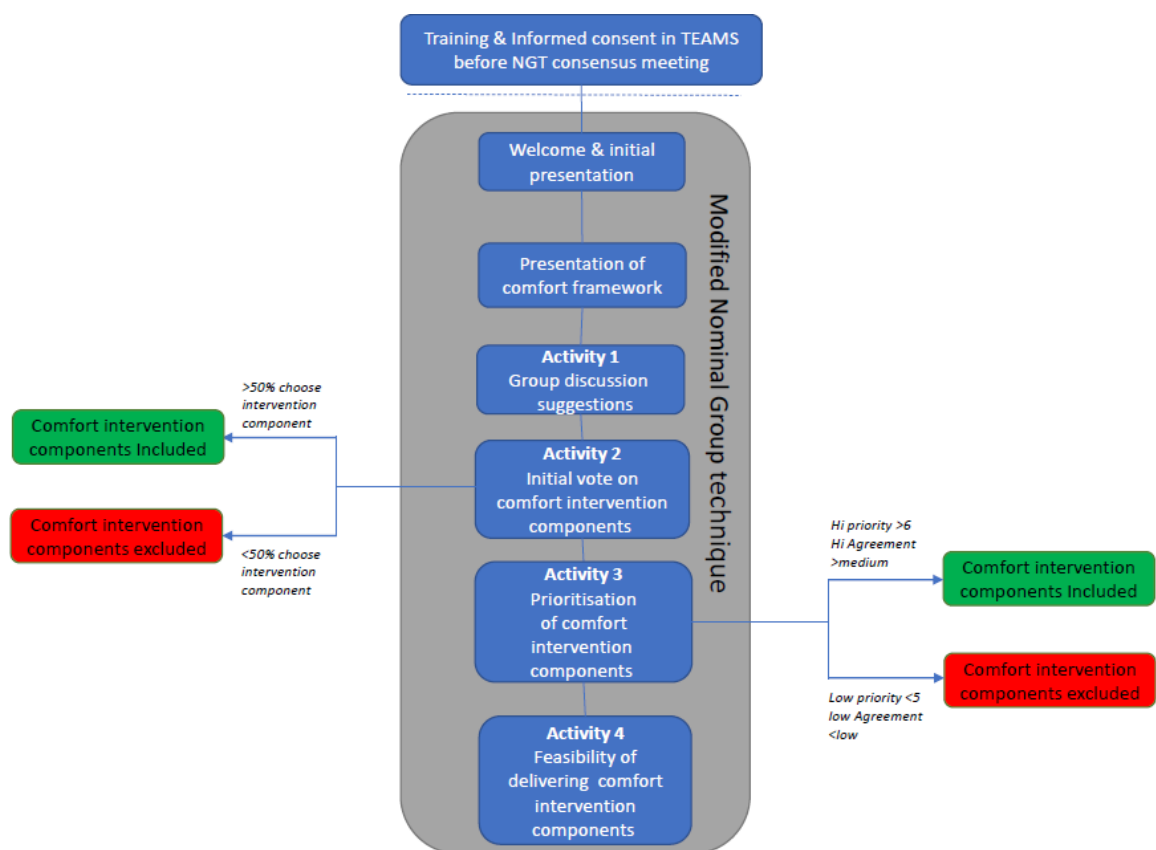 Training & Informed consent in TEAMS
before NGT consensus meeting
Welcome & initial
presentation
Presentation of
comfort framework
Modified Nominal Group technique
Activity 1
Group discussion
suggestions
Activity 2
Initial vote on
comfort intervention
components
>50% choose
intervention
component
Comfort intervention
components Included
Comfort intervention
components excluded
<50% choose
intervention
component
Activity 3
Prioritisation
of comfort
intervention
components
Hi priority >6
Hi Agreement
>medium
Comfort intervention
components Included
Comfort intervention
components excluded
Low priority <5
low Agreement
<low
Activity 4
Feasibility of
delivering comfort
intervention
components